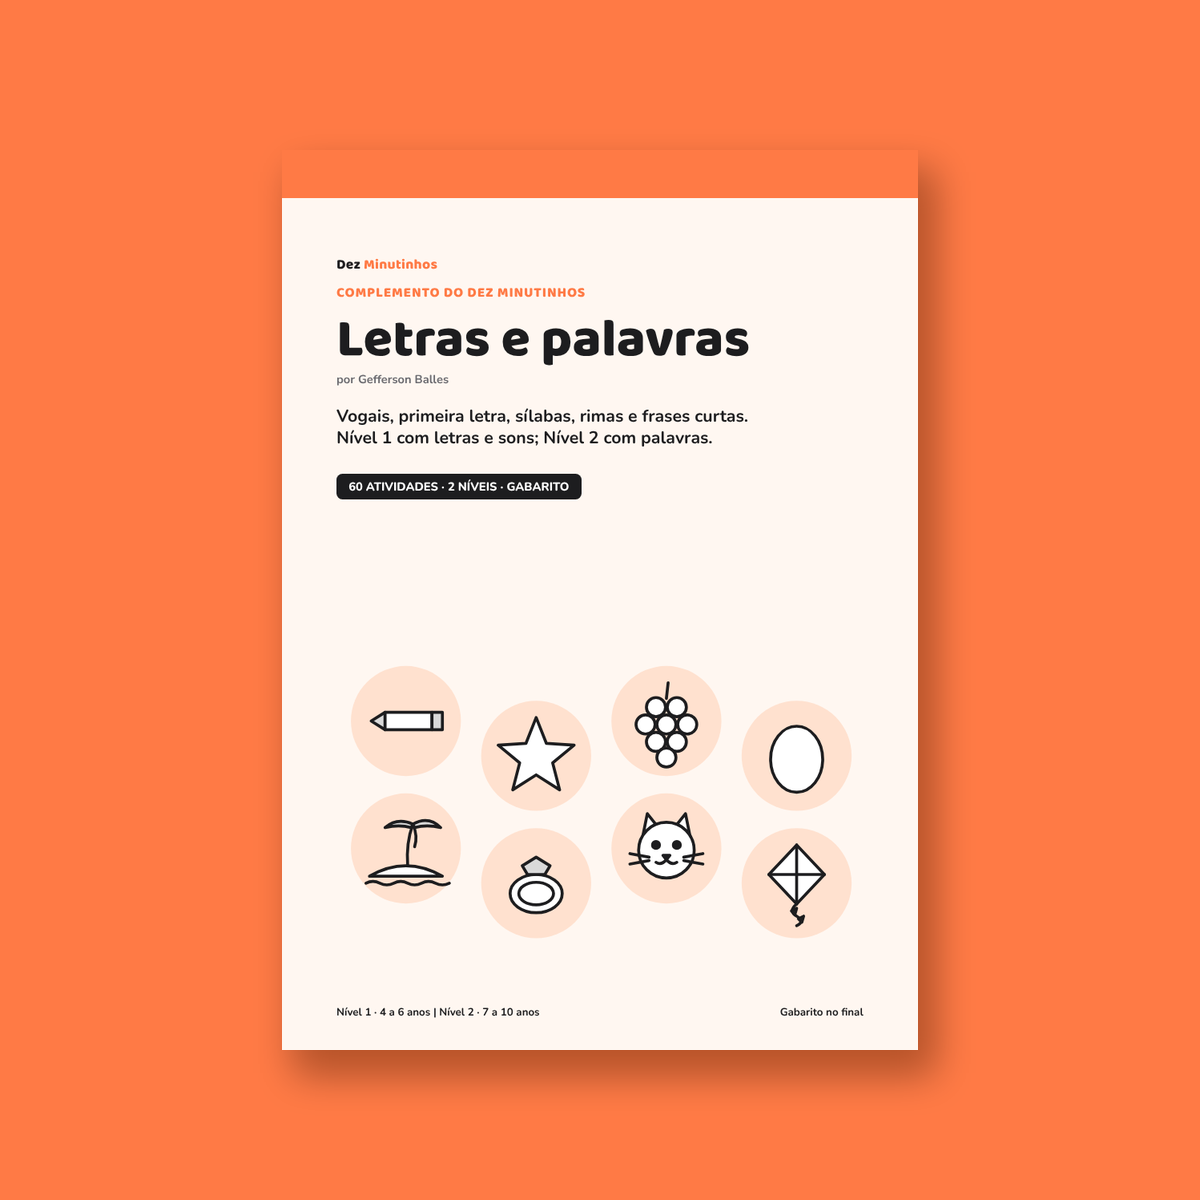 Dez Minutinhos
COMPLEMENTO DO DEZ MINUTINHOS
Letras e palavras
por Gefferson Balles
Vogais, primeira letra, sílabas, rimas e frases curtas.
Nível 1 com letras e sons; Nível 2 com palavras.
60 ATIVIDADES · 2 NÍVEIS · GABARITO
Nível 1 · 4 a 6 anos | Nível 2 · 7 a 10 anos
Gabarito no final